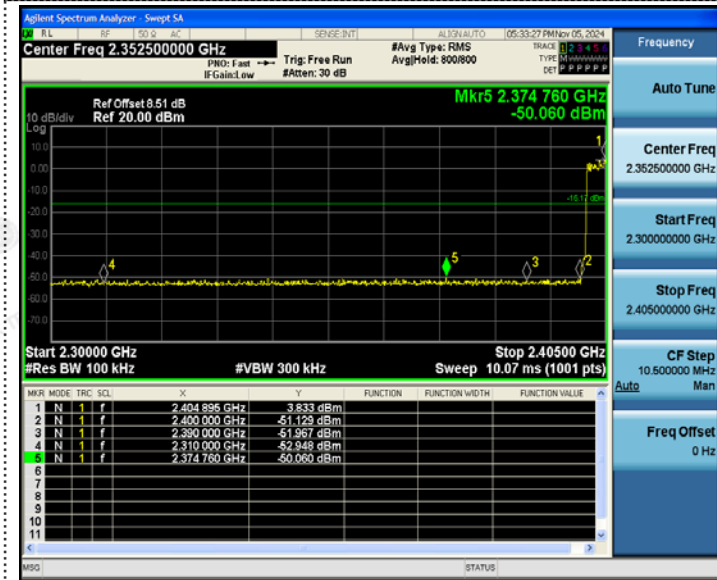 Agilent Spectrum Analyzer - Swept SA
RL RF 50 Ω AC SENSE:INT ALIGN AUTO 05:33:27 PM Nov 05, 2024
Center Freq 2.352500000 GHz
PNO: Fast
IFGain:Low
Trig: Free Run
#Atten: 30 dB
#Avg Type: RMS
Avg|Hold: 800/800
TRACE 1 2 3 4 5 6
TYPE M
DET P P P P P P
Ref Offset 8.51 dB
10 dB/div Ref 20.00 dBm
Log
Mkr5 2.374 760 GHz
-50.060 dBm
10.0
0.00
-10.0
-20.0
-30.0
-40.0
-50.0
-60.0
-70.0
1
-16.17 dBm
4
5
3
2
Start 2.30000 GHz Stop 2.40500 GHz
#Res BW 100 kHz #VBW 300 kHz Sweep 10.07 ms (1001 pts)
MKR MODE TRC SCL X Y FUNCTION FUNCTION WIDTH FUNCTION VALUE
1 N 1 f 2.404 895 GHz 3.833 dBm
2 N 1 f 2.400 000 GHz -51.129 dBm
3 N 1 f 2.390 000 GHz -51.967 dBm
4 N 1 f 2.310 000 GHz -52.948 dBm
5 N 1 f 2.374 760 GHz -50.060 dBm
6
7
8
9
10
11
MSG STATUS
Frequency
Auto Tune
Center Freq
2.352500000 GHz
Start Freq
2.300000000 GHz
Stop Freq
2.405000000 GHz
CF Step
10.500000 MHz
Auto Man
Freq Offset
0 Hz